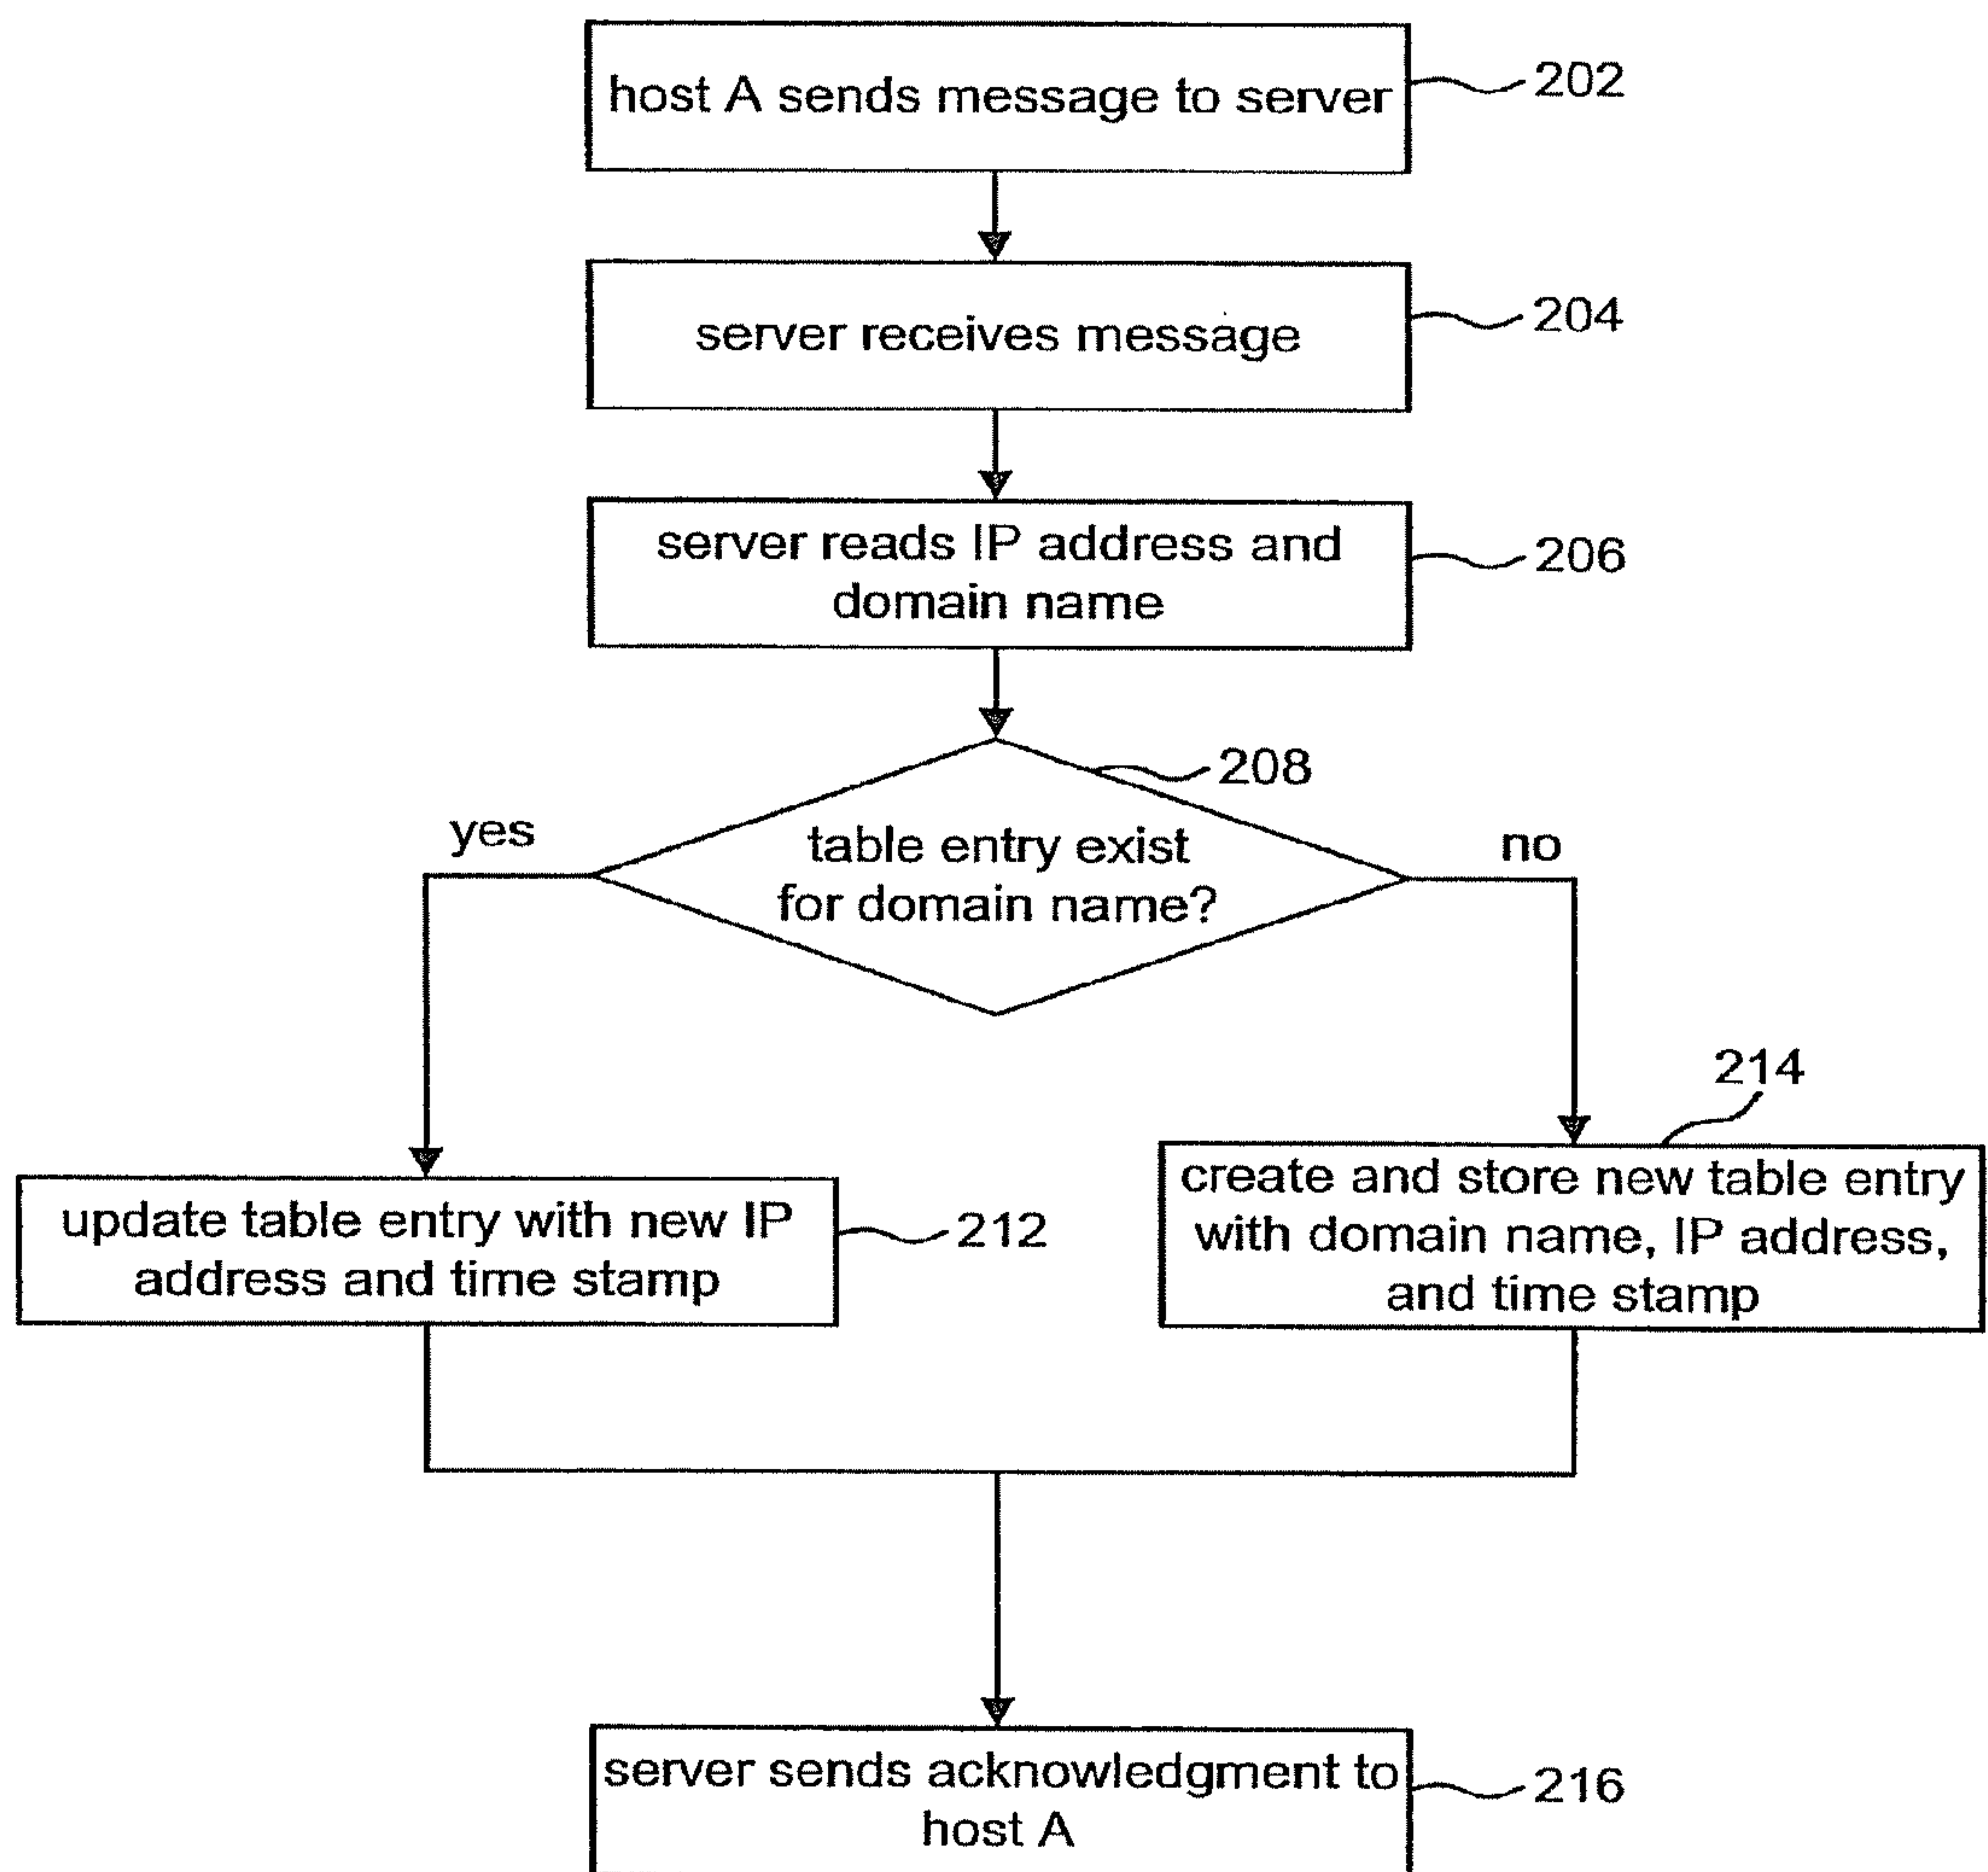 host A sends message to server
202
server receives message
204
server reads IP address and
domain name
206
208
table entry exist
for domain name?
yes
no
214
update table entry with new IP
address and time stamp
212
create and store new table entry
with domain name, IP address,
and time stamp
server sends acknowledgment to
host A
216